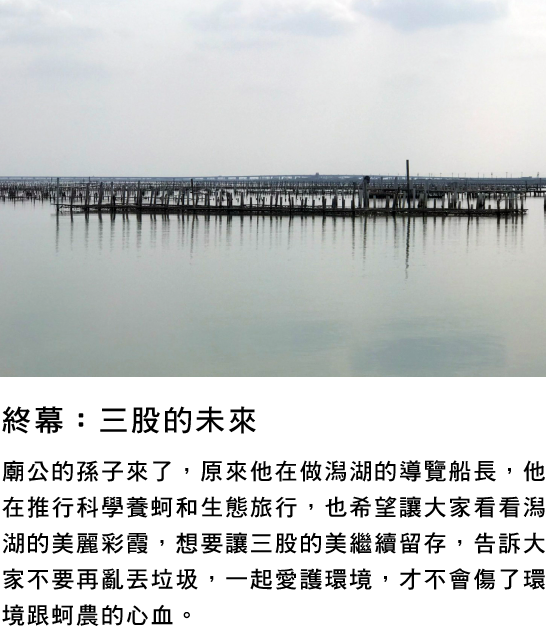 終幕：三股的未來
廟公的孫子來了，原來他在做潟湖的導覽船長，他
在推行科學養蚵和生態旅行，也希望讓大家看看潟
湖的美麗彩霞，想要讓三股的美繼續留存，告訴大
家不要再亂丟垃圾，一起愛護環境，才不會傷了環
境跟蚵農的心血。